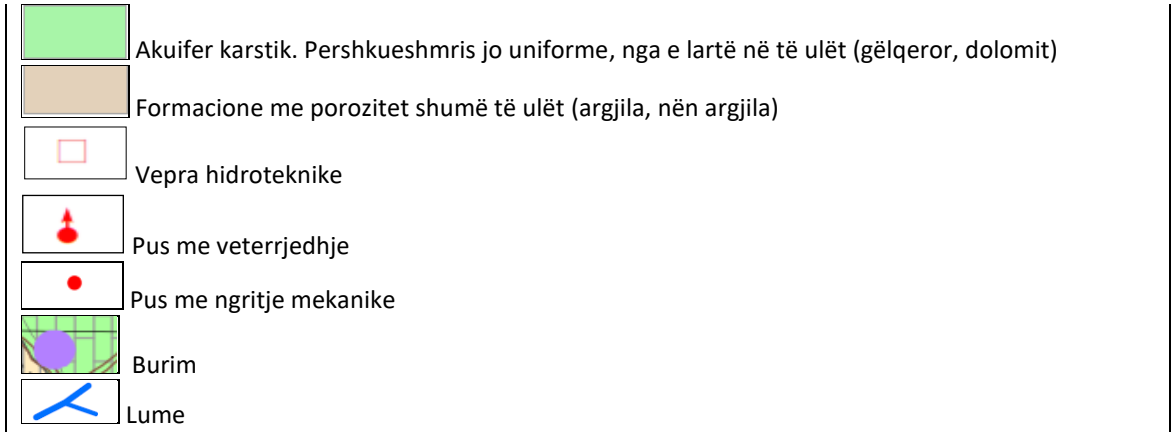 Akuifer karstik. Pershkueshmris jo uniforme, nga e lartë në të ulët (gëlqeror, dolomit)
Formacione me porozitet shumë të ulët (argjila, nën argjila)
Vepra hidroteknike
Pus me veterrjedhje
Pus me ngritje mekanike
Burim
Lume